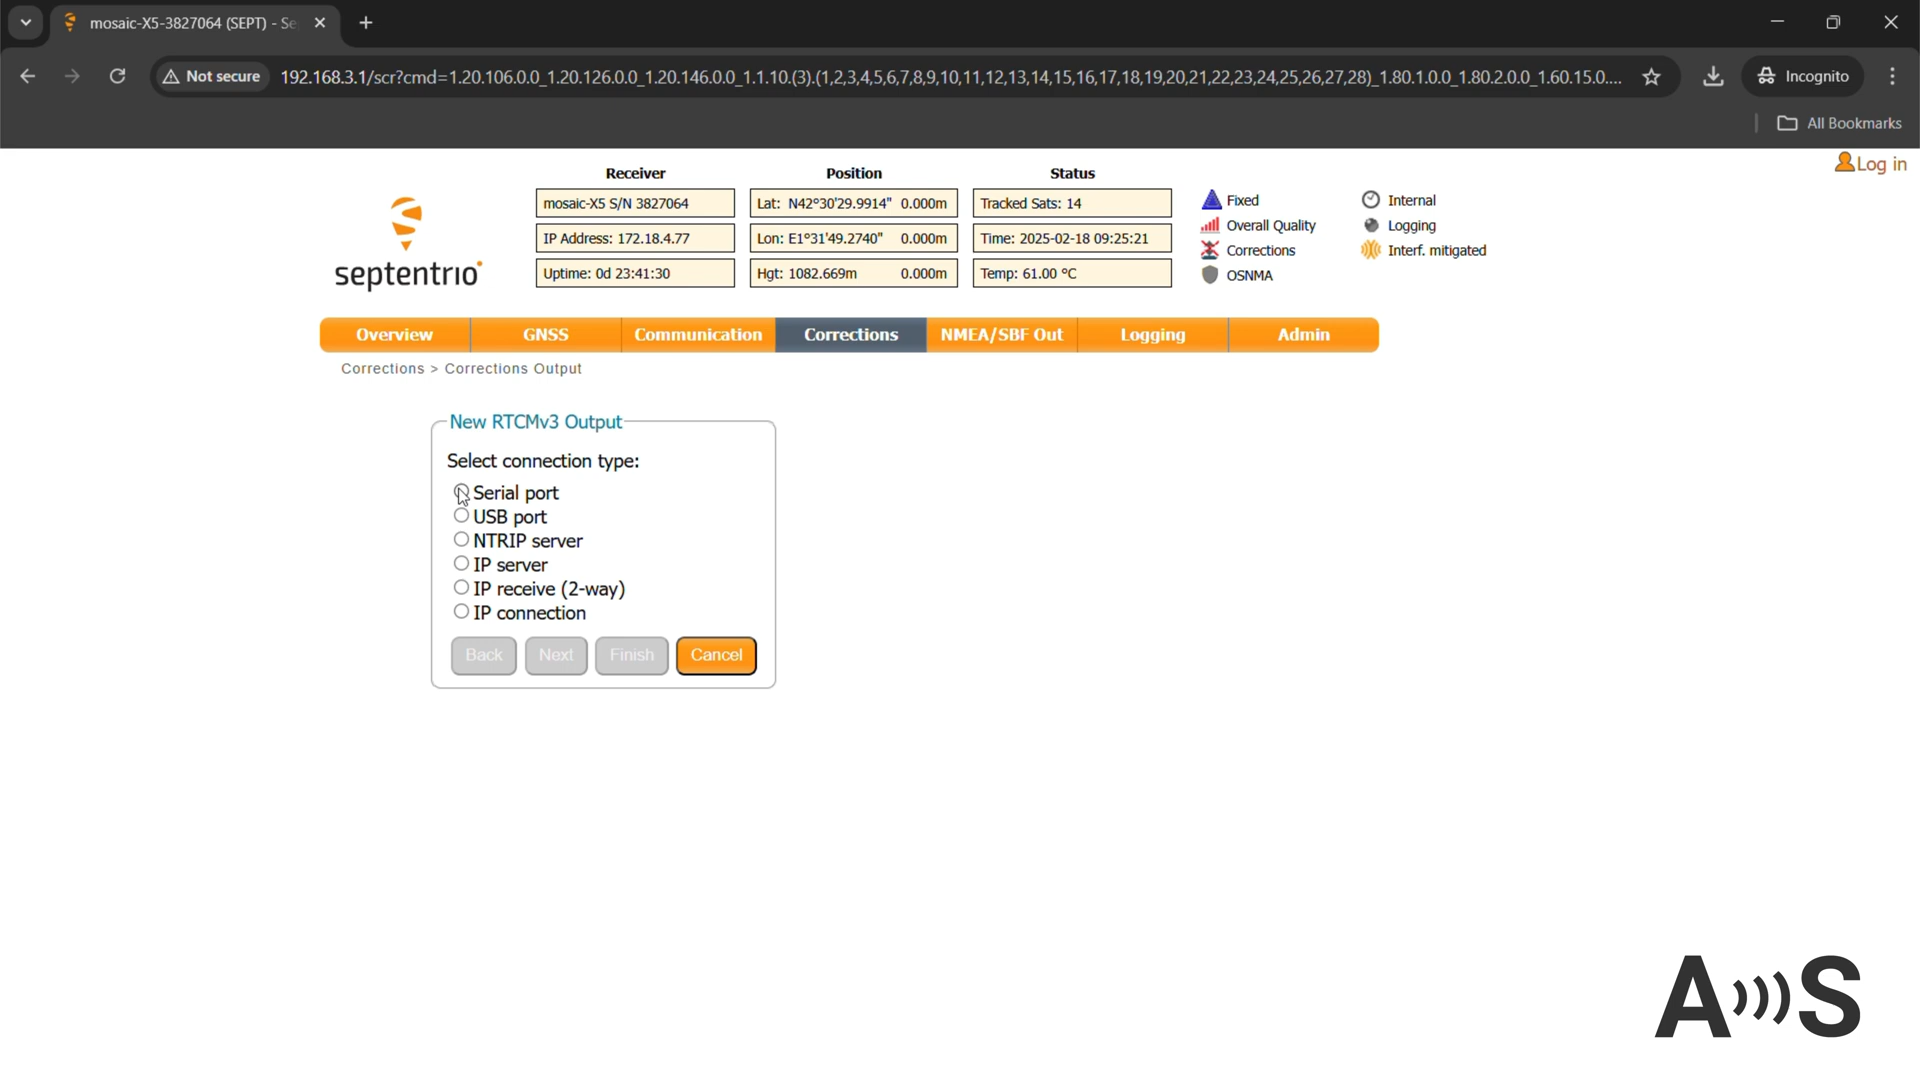 mosaic-X5-3827064 (SEPT) - Se
Not secure
192.168.3.1/scr?cmd=1.20.106.0.0_1.20.126.0.0_1.20.146.0.0_1.1.10.(3).(1,2,3,4,5,6,7,8,9,10,11,12,13,14,15,16,17,18,19,20,21,22,23,24,25,26,27,28)_1.80.1.0.0_1.80.2.0.0_1.60.15.0....
Incognito
All Bookmarks
Log in
septentrio
Receiver
mosaic-X5 S/N 3827064
IP Address: 172.18.4.77
Uptime: 0d 23:41:30
Position
Lat: N42°30'29.9914" 0.000m
Lon: E1°31'49.2740" 0.000m
Hgt: 1082.669m 0.000m
Status
Tracked Sats: 14
Time: 2025-02-18 09:25:21
Temp: 61.00 °C
Fixed
Overall Quality
Corrections
OSNMA
Internal
Logging
Interf. mitigated
Overview GNSS Communication Corrections NMEA/SBF Out Logging Admin
Corrections > Corrections Output
New RTCMv3 Output
Select connection type:
Serial port
USB port
NTRIP server
IP server
IP receive (2-way)
IP connection
Back Next Finish Cancel
A S